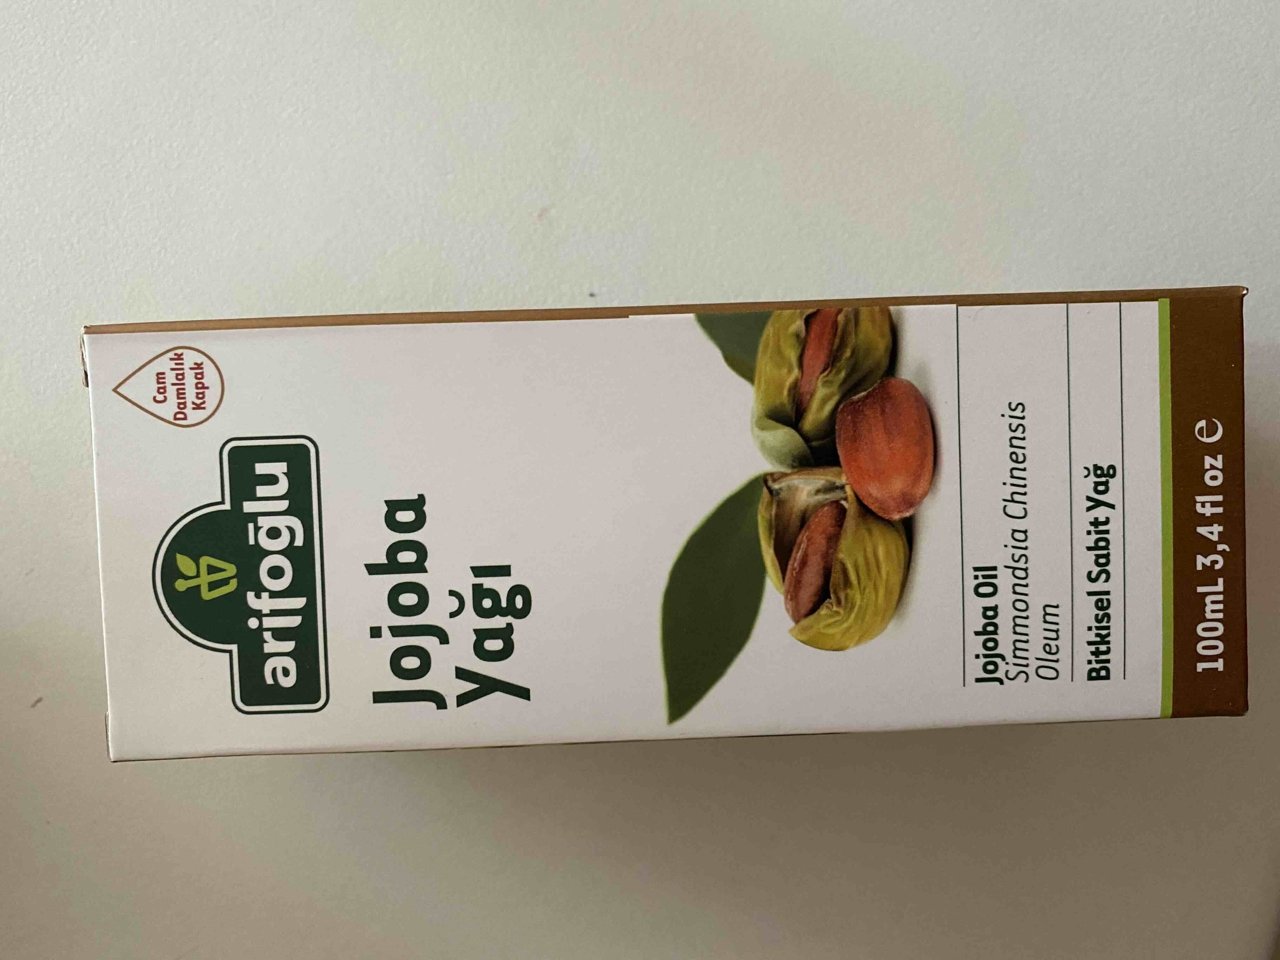 Cam
Damlalık
Kapak
arifoğlu
Jojoba
Yağı
Jojoba Oil
Simmondsia Chinensis
Oleum
Bitkisel Sabit Yağ
100mL 3,4 fl oz ℮